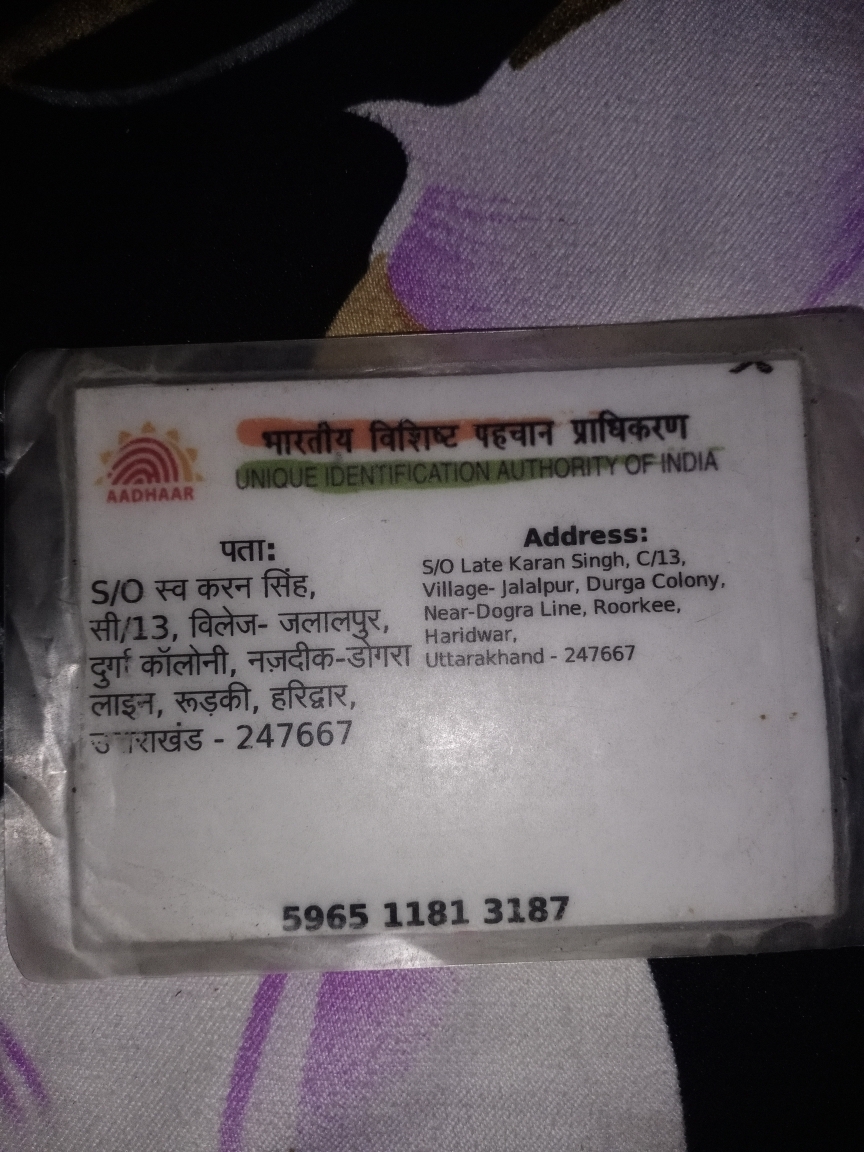 भारतीय विशिष्ट पहचान प्राधिकरण
UNIQUE IDENTIFICATION AUTHORITY OF INDIA
AADHAAR
पता:
S/O स्व करन सिंह,
सी/13, विलेज- जलालपुर,
दुर्गा कॉलोनी, नज़दीक-डोगरा
लाइन, रूड़की, हरिद्वार,
उत्तराखंड - 247667
Address:
S/O Late Karan Singh, C/13,
Village- Jalalpur, Durga Colony,
Near-Dogra Line, Roorkee,
Haridwar,
Uttarakhand - 247667
5965 1181 3187